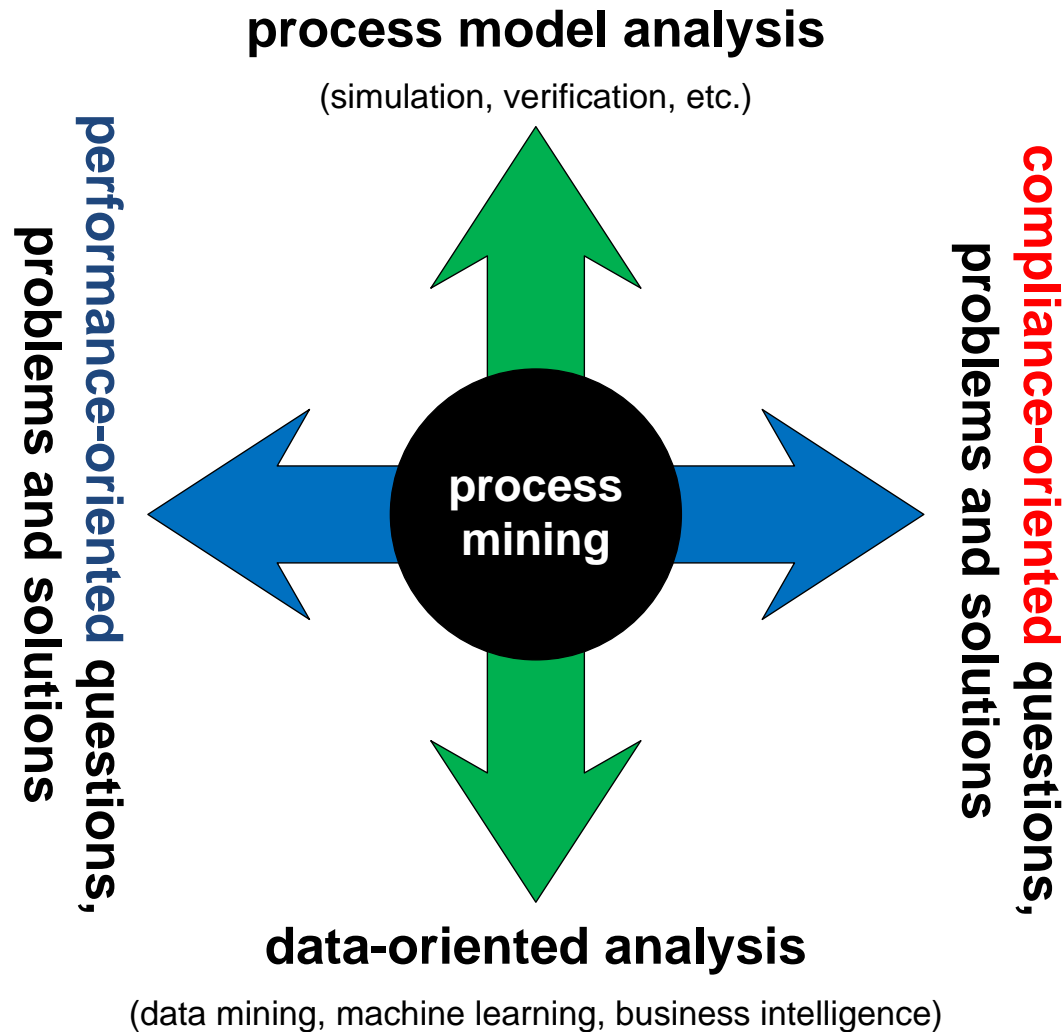 process model analysis
(simulation, verification, etc.)
performance-oriented questions,
problems and solutions
process
mining
compliance-oriented questions,
problems and solutions
data-oriented analysis
(data mining, machine learning, business intelligence)